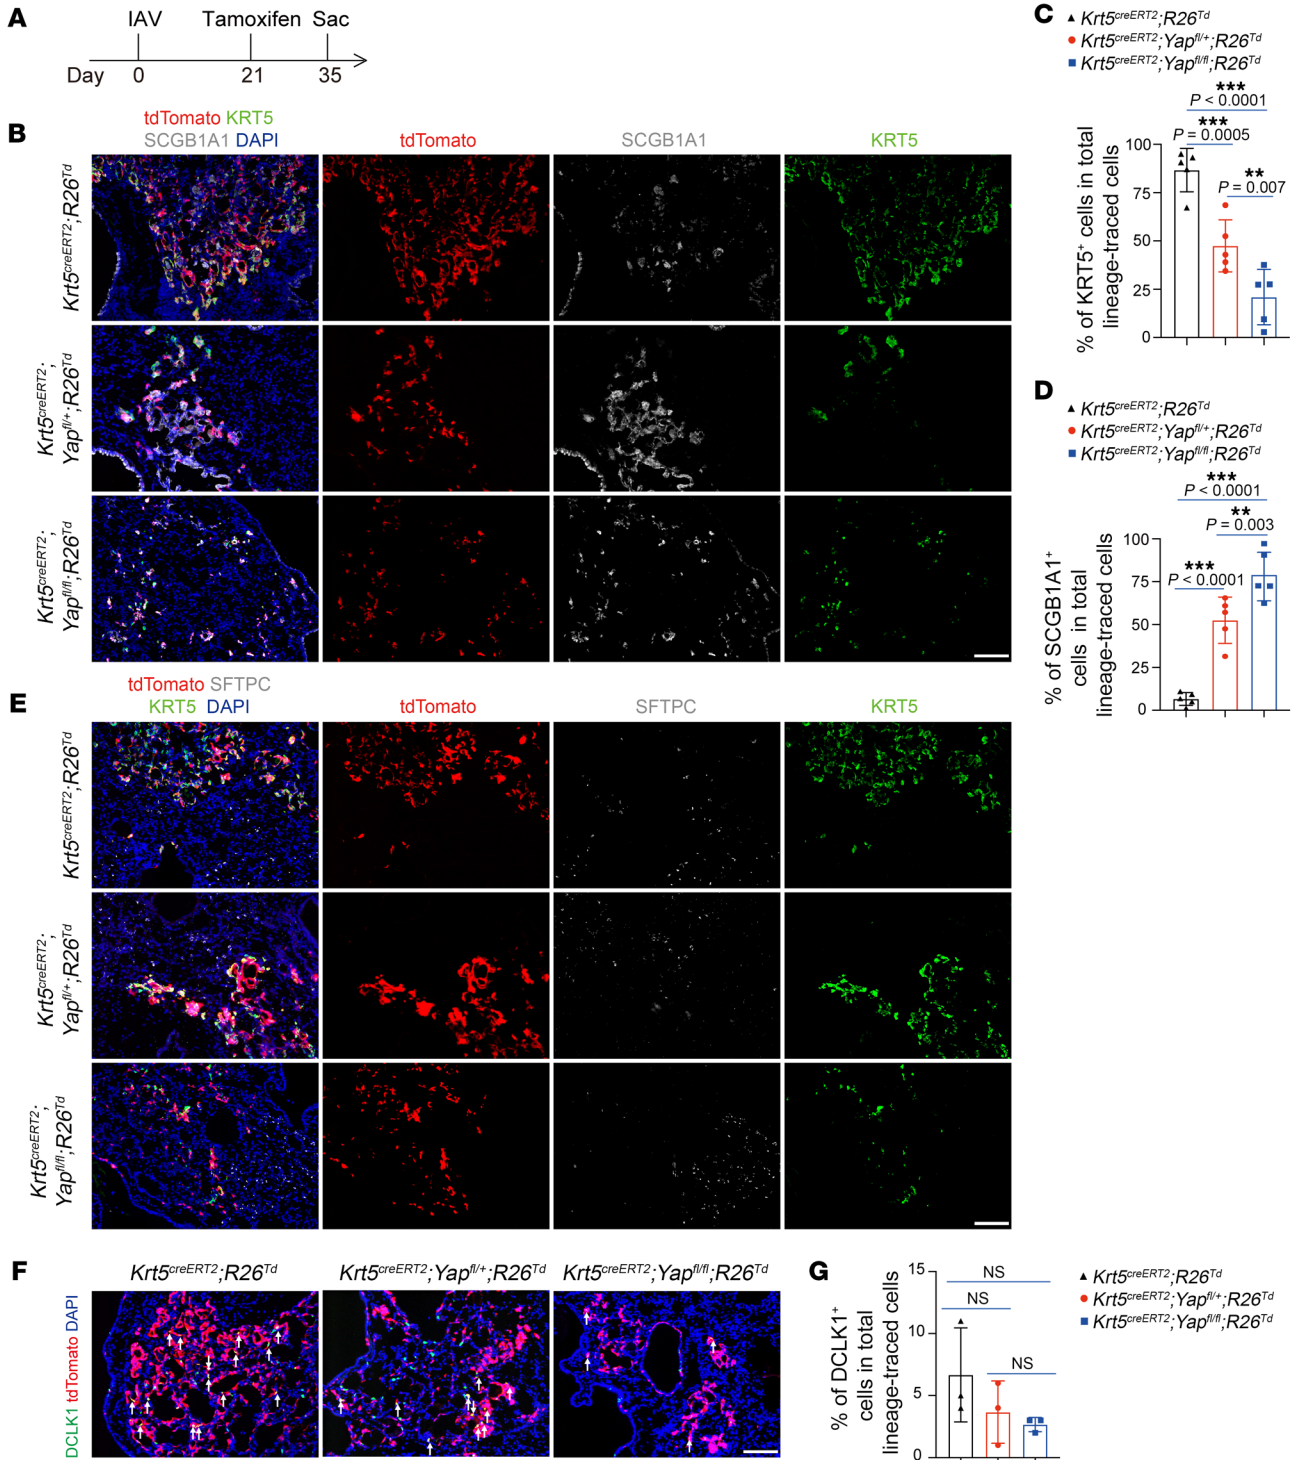 A
IAV Tamoxifen Sac
Day 0 21 35
B
tdTomato KRT5
SCGB1A1 DAPI
tdTomato
SCGB1A1
KRT5
Krt5creERT2;R26Td
Krt5creERT2;
Yapfl/+;R26Td
Krt5creERT2;
Yapfl/fl;R26Td
C
Krt5creERT2;R26Td
Krt5creERT2;Yapfl/+;R26Td
Krt5creERT2;Yapfl/fl;R26Td
***
P < 0.0001
***
P = 0.0005
**
P = 0.007
% of KRT5+ cells in total
lineage-traced cells
100
75
50
25
0
D
Krt5creERT2;R26Td
Krt5creERT2;Yapfl/+;R26Td
Krt5creERT2;Yapfl/fl;R26Td
***
P < 0.0001
**
P = 0.003
***
P < 0.0001
% of SCGB1A1+
cells in total
lineage-traced cells
100
75
50
25
0
E
tdTomato SFTPC
KRT5 DAPI
tdTomato
SFTPC
KRT5
Krt5creERT2;R26Td
Krt5creERT2;
Yapfl/+;R26Td
Krt5creERT2;
Yapfl/fl;R26Td
F
Krt5creERT2;R26Td
Krt5creERT2;Yapfl/+;R26Td
Krt5creERT2;Yapfl/fl;R26Td
DCLK1 tdTomato DAPI
G
% of DCLK1+
cells in total
lineage-traced cells
15
10
5
0
NS
NS
NS
Krt5creERT2;R26Td
Krt5creERT2;Yapfl/+;R26Td
Krt5creERT2;Yapfl/fl;R26Td